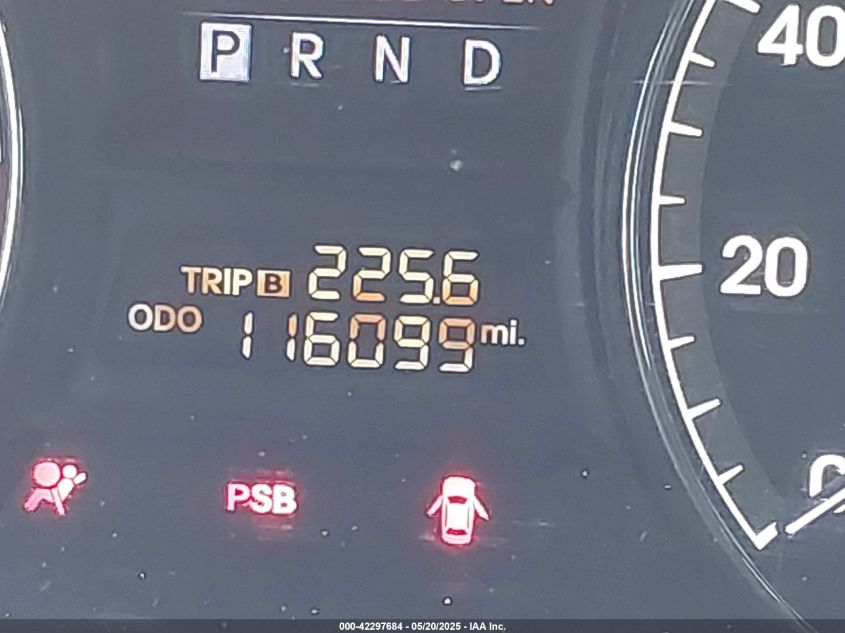 P R N D
40
TRIP B 225.6
20
ODO 116099 mi.
PSB
000-42297684 - 05/20/2025 - IAA Inc.